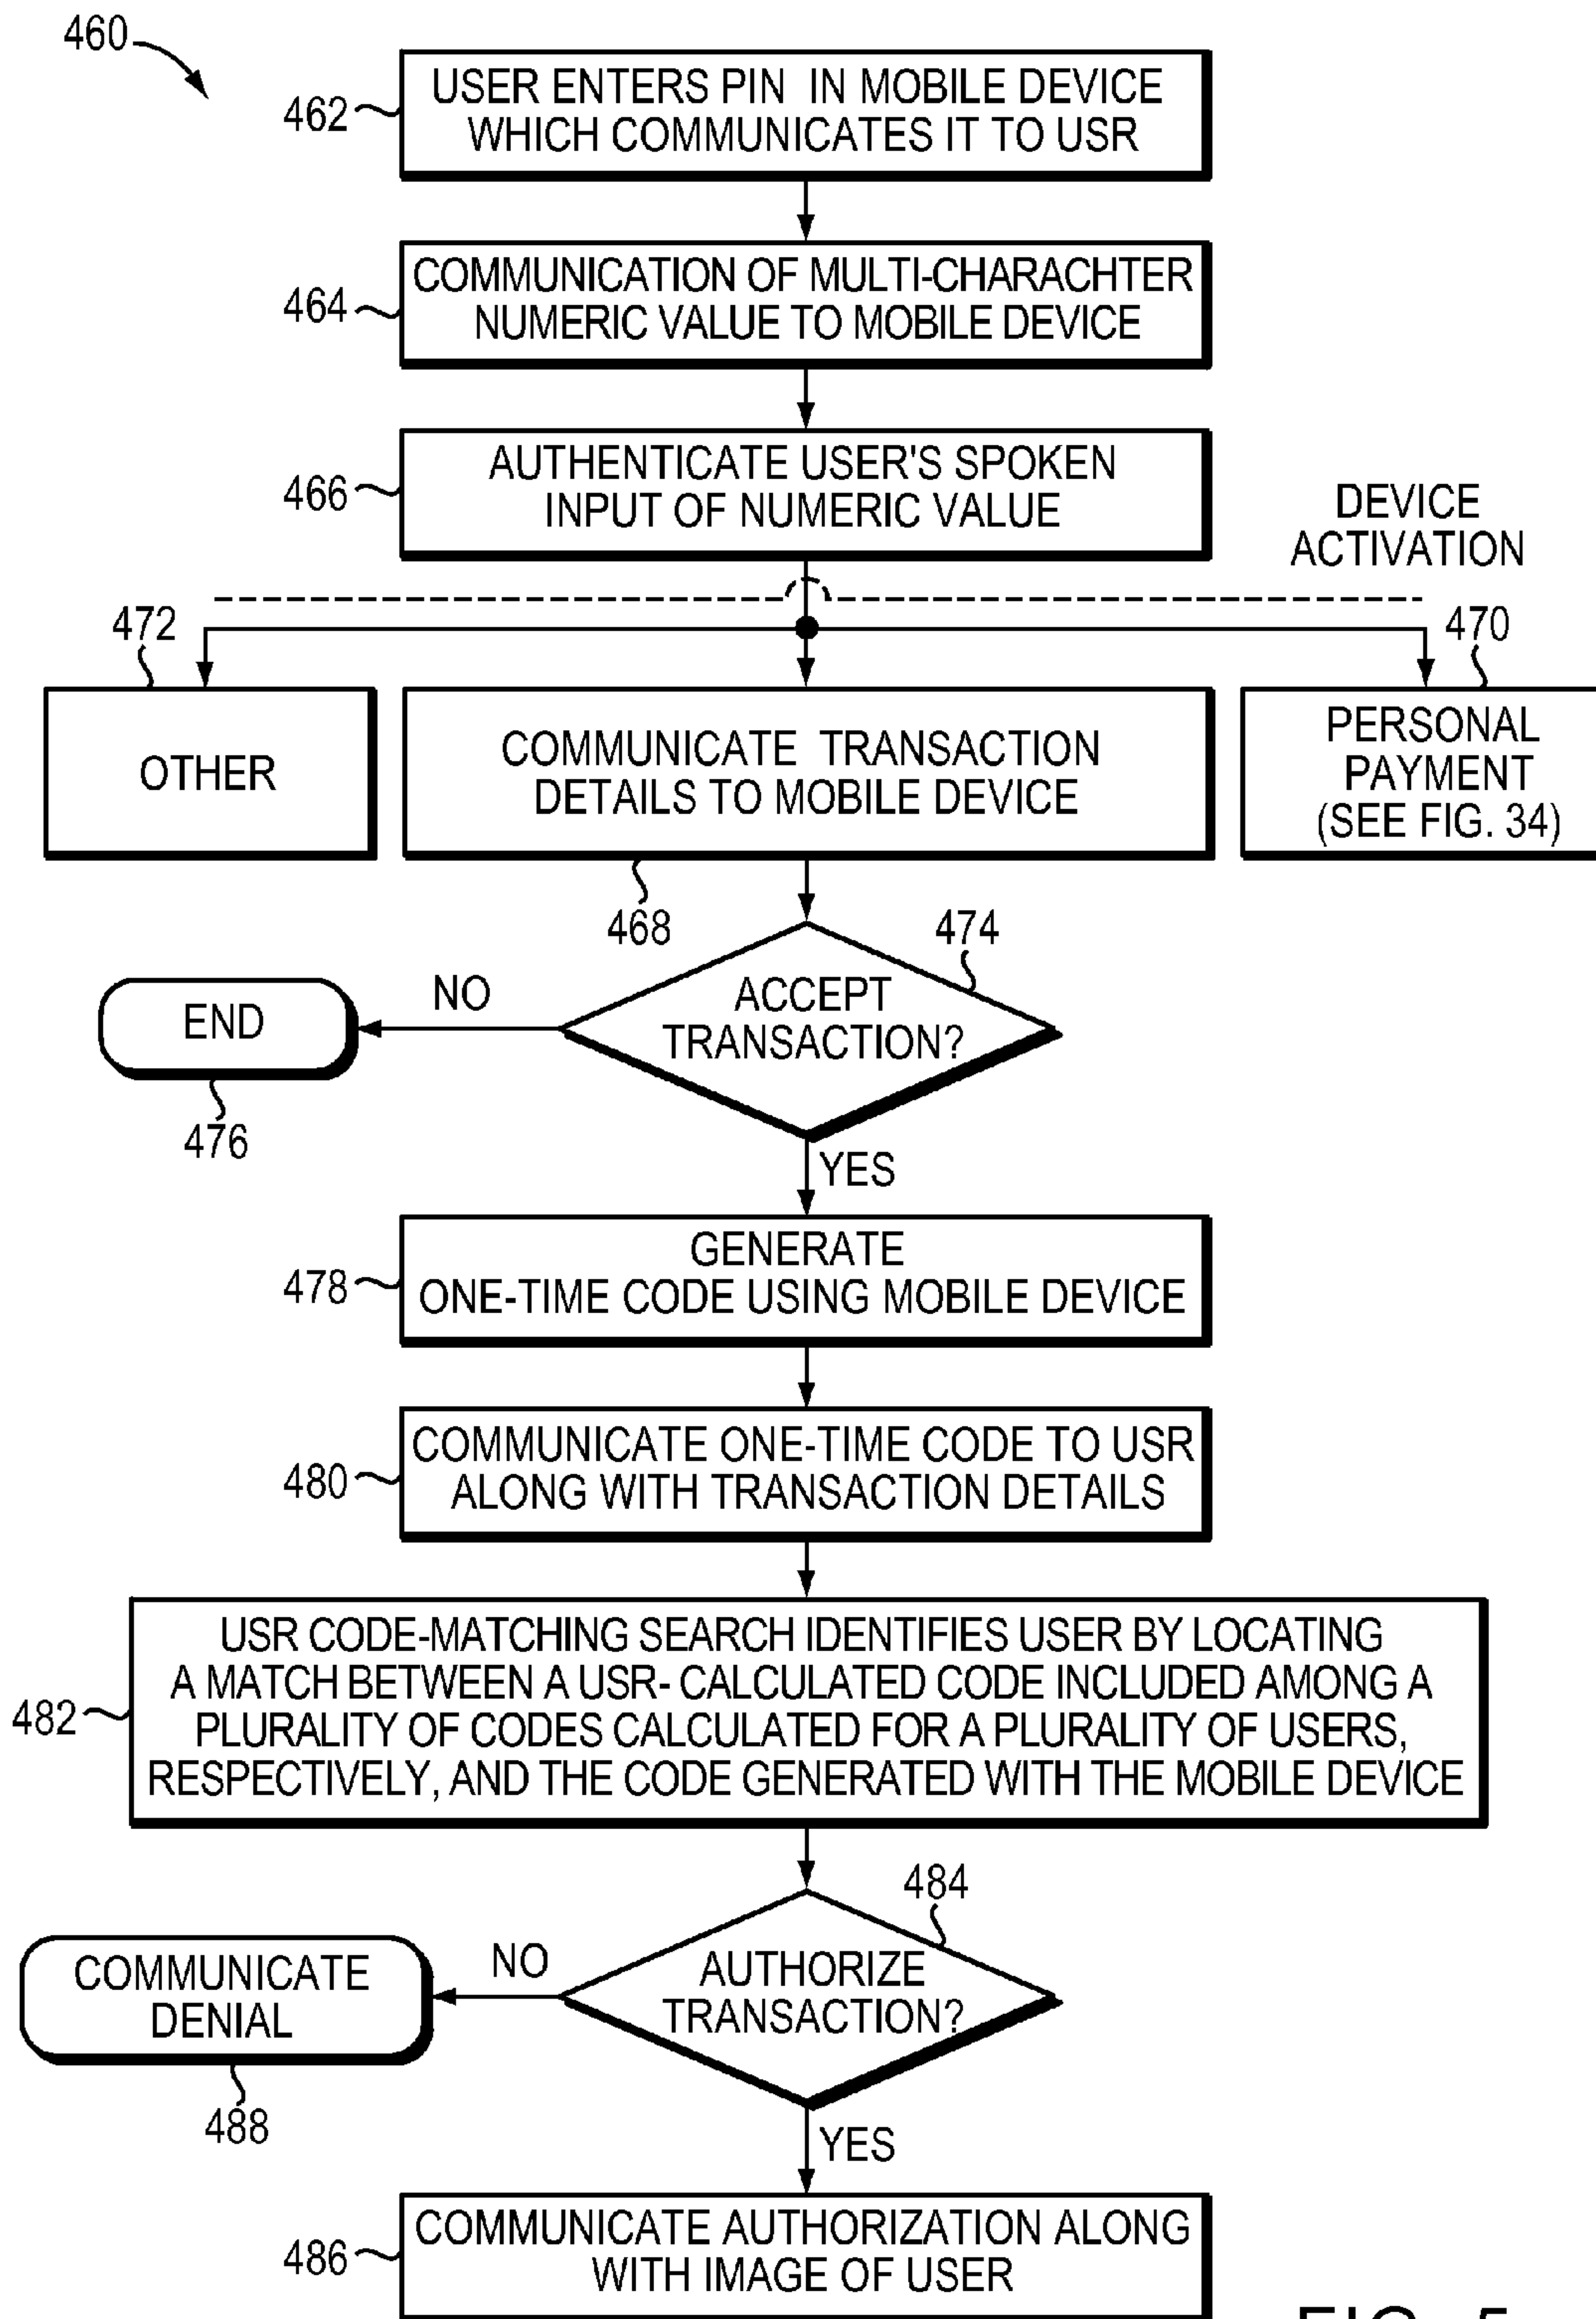 460
462
USER ENTERS PIN IN MOBILE DEVICE
WHICH COMMUNICATES IT TO USR
464
COMMUNICATION OF MULTI-CHARACHTER
NUMERIC VALUE TO MOBILE DEVICE
466
AUTHENTICATE USER'S SPOKEN
INPUT OF NUMERIC VALUE
DEVICE
ACTIVATION
472
470
OTHER
COMMUNICATE TRANSACTION
DETAILS TO MOBILE DEVICE
PERSONAL
PAYMENT
(SEE FIG. 34)
468
474
ACCEPT
TRANSACTION?
NO
END
476
YES
478
GENERATE
ONE-TIME CODE USING MOBILE DEVICE
480
COMMUNICATE ONE-TIME CODE TO USR
ALONG WITH TRANSACTION DETAILS
482
USR CODE-MATCHING SEARCH IDENTIFIES USER BY LOCATING
A MATCH BETWEEN A USR- CALCULATED CODE INCLUDED AMONG A
PLURALITY OF CODES CALCULATED FOR A PLURALITY OF USERS,
RESPECTIVELY, AND THE CODE GENERATED WITH THE MOBILE DEVICE
484
AUTHORIZE
TRANSACTION?
NO
COMMUNICATE
DENIAL
488
YES
486
COMMUNICATE AUTHORIZATION ALONG
WITH IMAGE OF USER